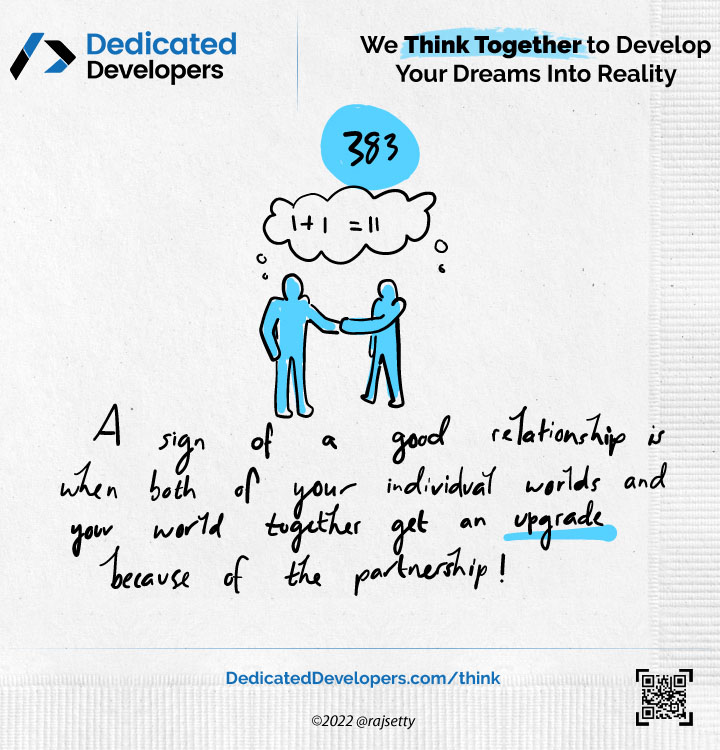 Dedicated
Developers
We Think Together to Develop
Your Dreams Into Reality
383
1+1 =11
A sign of a good relationship is
when both of your individual worlds and
your world together get an upgrade
because of the partnership!
DedicatedDevelopers.com/think
©2022 @rajsetty